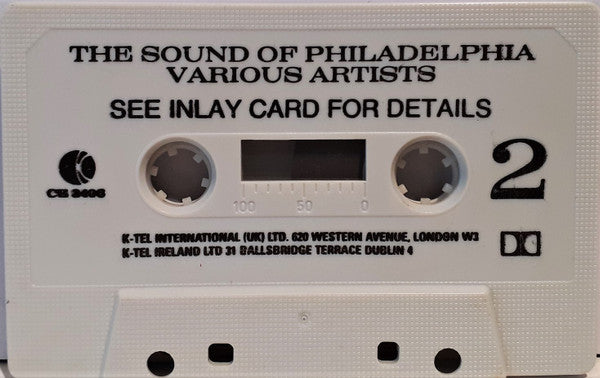 THE SOUND OF PHILADELPHIA
VARIOUS ARTISTS
SEE INLAY CARD FOR DETAILS
2
CE 2406
100 50 0
K-TEL INTERNATIONAL (UK) LTD. 620 WESTERN AVENUE, LONDON W3
K-TEL IRELAND LTD 31 BALLSBRIDGE TERRACE DUBLIN 4